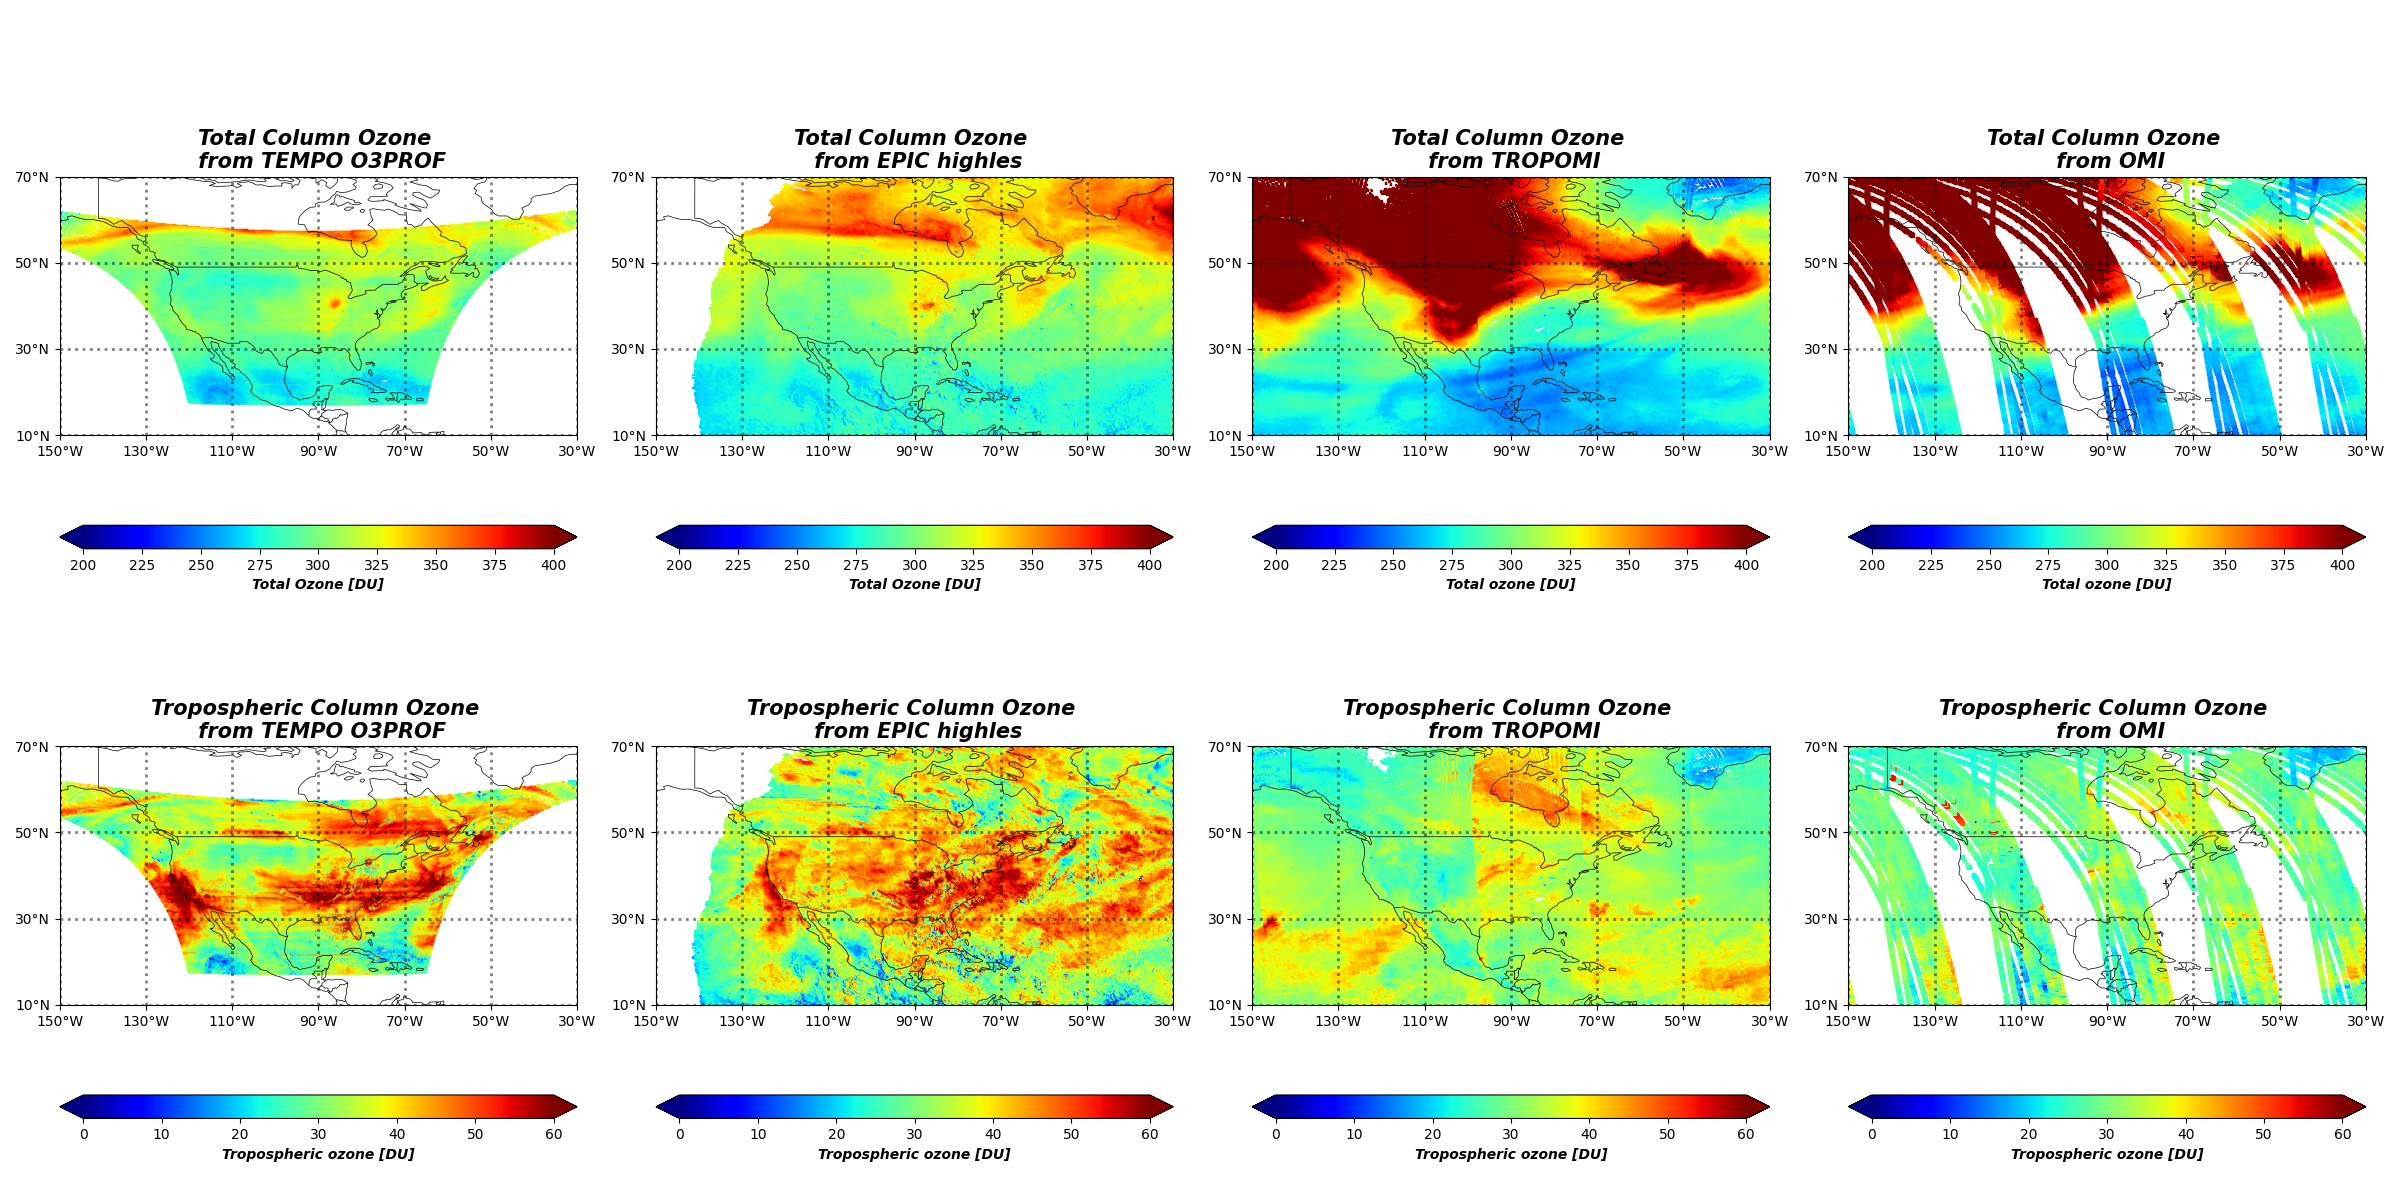 Total Column Ozone
from TEMPO O3PROF
Total Column Ozone
from EPIC highles
Total Column Ozone
from TROPOMI
Total Column Ozone
from OMI
70°N
50°N
30°N
10°N
150°W 130°W 110°W 90°W 70°W 50°W 30°W
70°N
50°N
30°N
10°N
150°W 130°W 110°W 90°W 70°W 50°W 30°W
70°N
50°N
30°N
10°N
150°W 130°W 110°W 90°W 70°W 50°W 30°W
70°N
50°N
30°N
10°N
150°W 130°W 110°W 90°W 70°W 50°W 30°W
200 225 250 275 300 325 350 375 400
Total Ozone [DU]
200 225 250 275 300 325 350 375 400
Total Ozone [DU]
200 225 250 275 300 325 350 375 400
Total ozone [DU]
200 225 250 275 300 325 350 375 400
Total ozone [DU]
Tropospheric Column Ozone
from TEMPO O3PROF
Tropospheric Column Ozone
from EPIC highles
Tropospheric Column Ozone
from TROPOMI
Tropospheric Column Ozone
from OMI
70°N
50°N
30°N
10°N
150°W 130°W 110°W 90°W 70°W 50°W 30°W
70°N
50°N
30°N
10°N
150°W 130°W 110°W 90°W 70°W 50°W 30°W
70°N
50°N
30°N
10°N
150°W 130°W 110°W 90°W 70°W 50°W 30°W
70°N
50°N
30°N
10°N
150°W 130°W 110°W 90°W 70°W 50°W 30°W
0 10 20 30 40 50 60
Tropospheric ozone [DU]
0 10 20 30 40 50 60
Tropospheric ozone [DU]
0 10 20 30 40 50 60
Tropospheric ozone [DU]
0 10 20 30 40 50 60
Tropospheric ozone [DU]